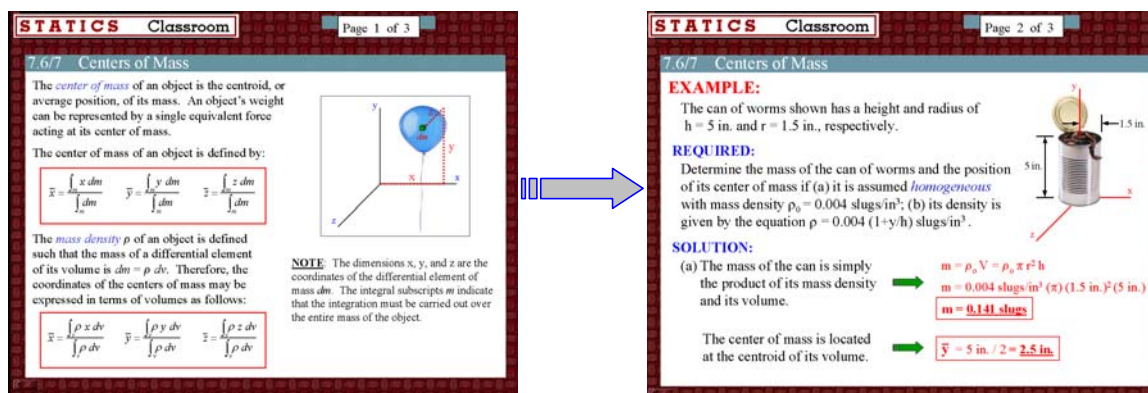 STATICS Classroom
Page 1 of 3
7.6/7 Centers of Mass
The center of mass of an object is the centroid, or
average position, of its mass. An object's weight
can be represented by a single equivalent force
acting at its center of mass.
The center of mass of an object is defined by:
x̄ = ∫m x dm / ∫m dm ȳ = ∫m y dm / ∫m dm z̄ = ∫m z dm / ∫m dm
The mass density ρ of an object is defined
such that the mass of a differential element
of its volume is dm = ρ dv. Therefore, the
coordinates of the centers of mass may be
expressed in terms of volumes as follows:
x̄ = ∫v ρ x dv / ∫v ρ dv ȳ = ∫v ρ y dv / ∫v ρ dv z̄ = ∫v ρ z dv / ∫v ρ dv
y
z
dm
y
x
x
z
NOTE: The dimensions x, y, and z are the
coordinates of the differential element of
mass dm. The integral subscripts m indicate
that the integration must be carried out over
the entire mass of the object.
STATICS Classroom
Page 2 of 3
7.6/7 Centers of Mass
EXAMPLE:
The can of worms shown has a height and radius of
h = 5 in. and r = 1.5 in., respectively.
REQUIRED:
Determine the mass of the can of worms and the position
of its center of mass if (a) it is assumed homogeneous
with mass density ρ₀ = 0.004 slugs/in³; (b) its density is
given by the equation ρ = 0.004 (1+y/h) slugs/in³.
y
1.5 in.
5 in.
x
z
SOLUTION:
(a) The mass of the can is simply
the product of its mass density
and its volume.
m = ρ₀ V = ρ₀ π r² h
m = 0.004 slugs/in³ (π) (1.5 in.)² (5 in.)
m = 0.141 slugs
The center of mass is located
at the centroid of its volume.
ȳ = 5 in. / 2 = 2.5 in.